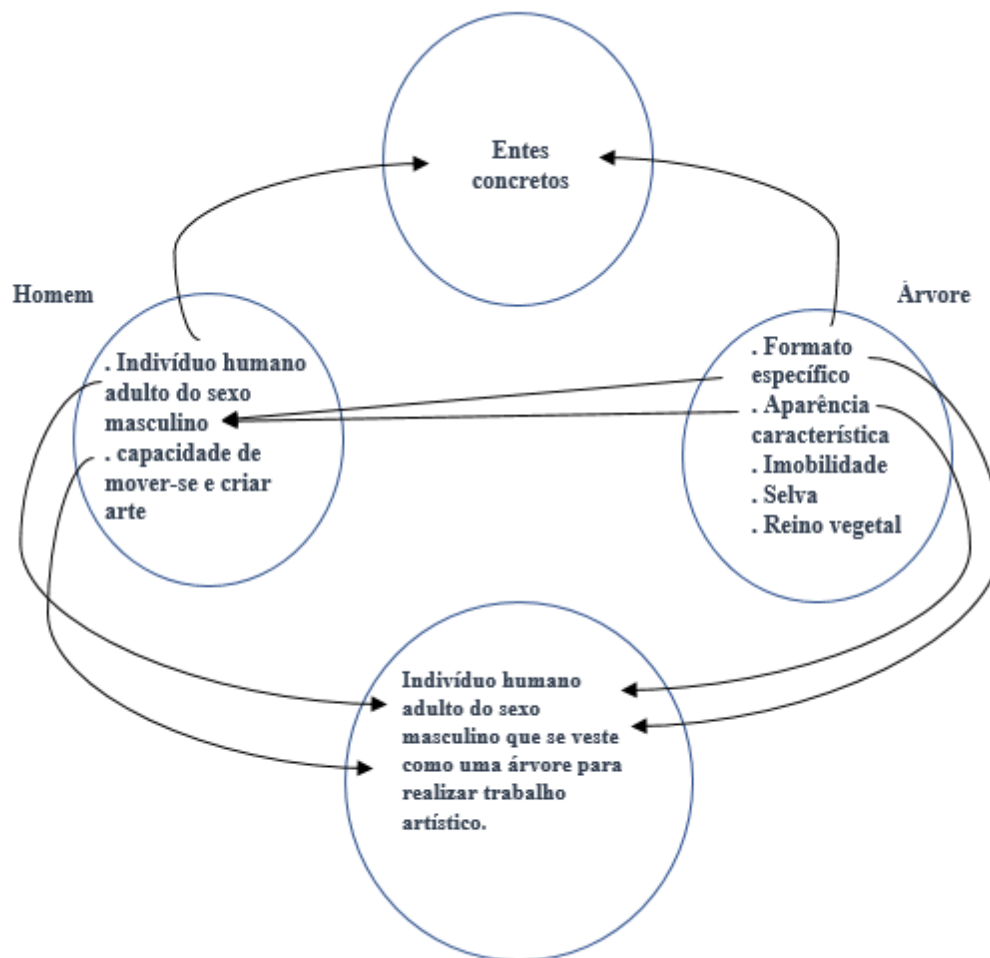 Entes
concretos
Homem
. Indivíduo humano
adulto do sexo
masculino
. capacidade de
mover-se e criar
arte
Árvore
. Formato
específico
. Aparência
característica
. Imobilidade
. Selva
. Reino vegetal
Indivíduo humano
adulto do sexo
masculino que se veste
como uma árvore para
realizar trabalho
artístico.